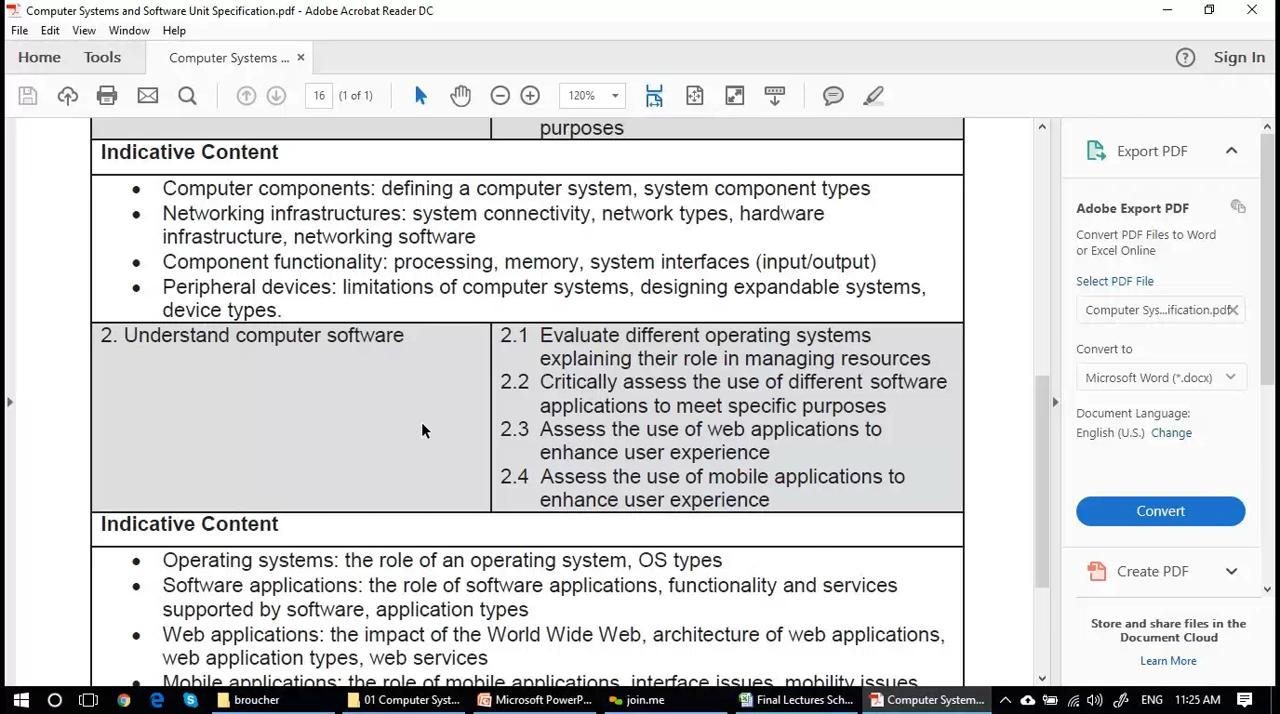 Computer Systems and Software Unit Specification.pdf - Adobe Acrobat Reader DC
File Edit View Window Help
Home Tools Computer Systems ... × Sign In
16 (1 of 1) 120%
purposes
Indicative Content
• Computer components: defining a computer system, system component types
• Networking infrastructures: system connectivity, network types, hardware
infrastructure, networking software
• Component functionality: processing, memory, system interfaces (input/output)
• Peripheral devices: limitations of computer systems, designing expandable systems,
device types.
2. Understand computer software
2.1 Evaluate different operating systems
explaining their role in managing resources
2.2 Critically assess the use of different software
applications to meet specific purposes
2.3 Assess the use of web applications to
enhance user experience
2.4 Assess the use of mobile applications to
enhance user experience
Indicative Content
• Operating systems: the role of an operating system, OS types
• Software applications: the role of software applications, functionality and services
supported by software, application types
• Web applications: the impact of the World Wide Web, architecture of web applications,
web application types, web services
• Mobile applications: the role of mobile applications, interface issues, mobility issues
Export PDF
Adobe Export PDF
Convert PDF Files to Word
or Excel Online
Select PDF File
Computer Sys...ification.pdf
Convert to
Microsoft Word (*.docx)
Document Language:
English (U.S.) Change
Convert
Create PDF
Store and share files in the
Document Cloud
Learn More
broucher 01 Computer Syst... Microsoft PowerP... join.me Final Lectures Sch... Computer System... ENG 11:25 AM